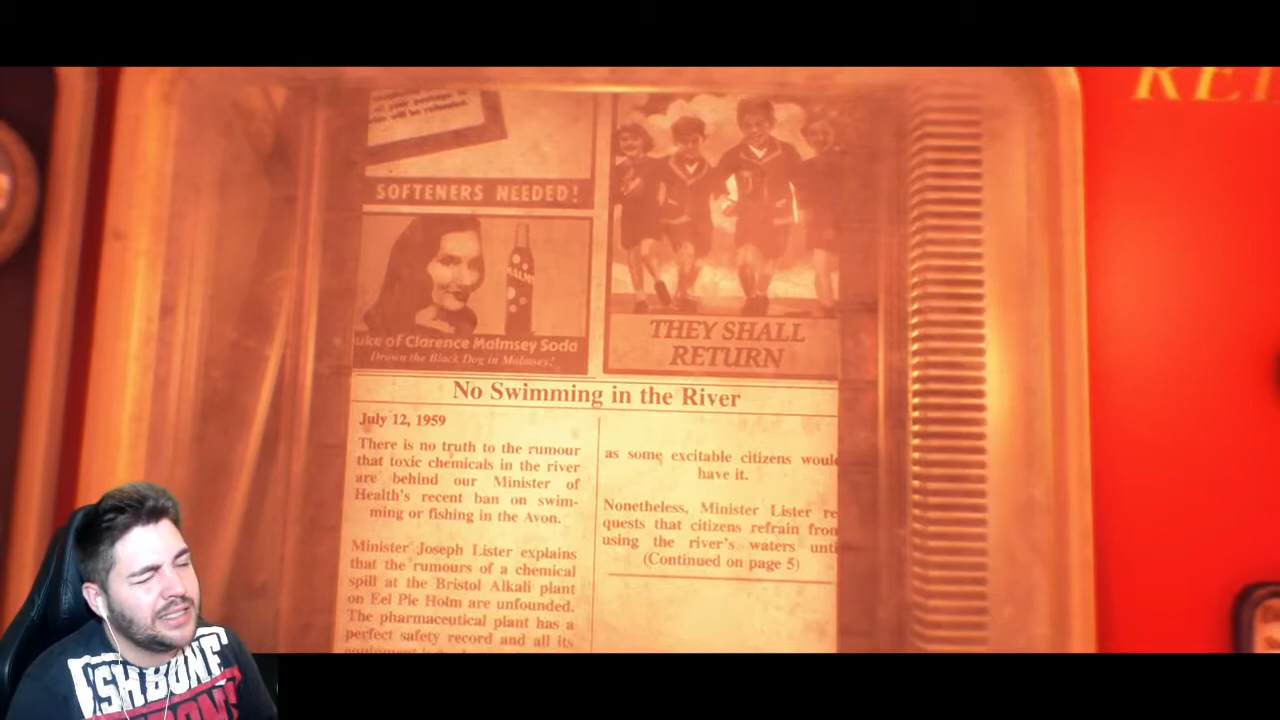 will be refunded.
SOFTENERS NEEDED!
uke of Clarence Malmsey Soda
Drown the Black Dog in Malmsey!
THEY SHALL
RETURN
No Swimming in the River
July 12, 1959
There is no truth to the rumour
that toxic chemicals in the river
are behind our Minister of
Health's recent ban on swim-
ming or fishing in the Avon.
Minister Joseph Lister explains
that the rumours of a chemical
spill at the Bristol Alkali plant
on Eel Pie Holm are unfounded.
The pharmaceutical plant has a
perfect safety record and all its
as some excitable citizens would
have it.
Nonetheless, Minister Lister re
quests that citizens refrain from
using the river's waters unti
(Continued on page 5)